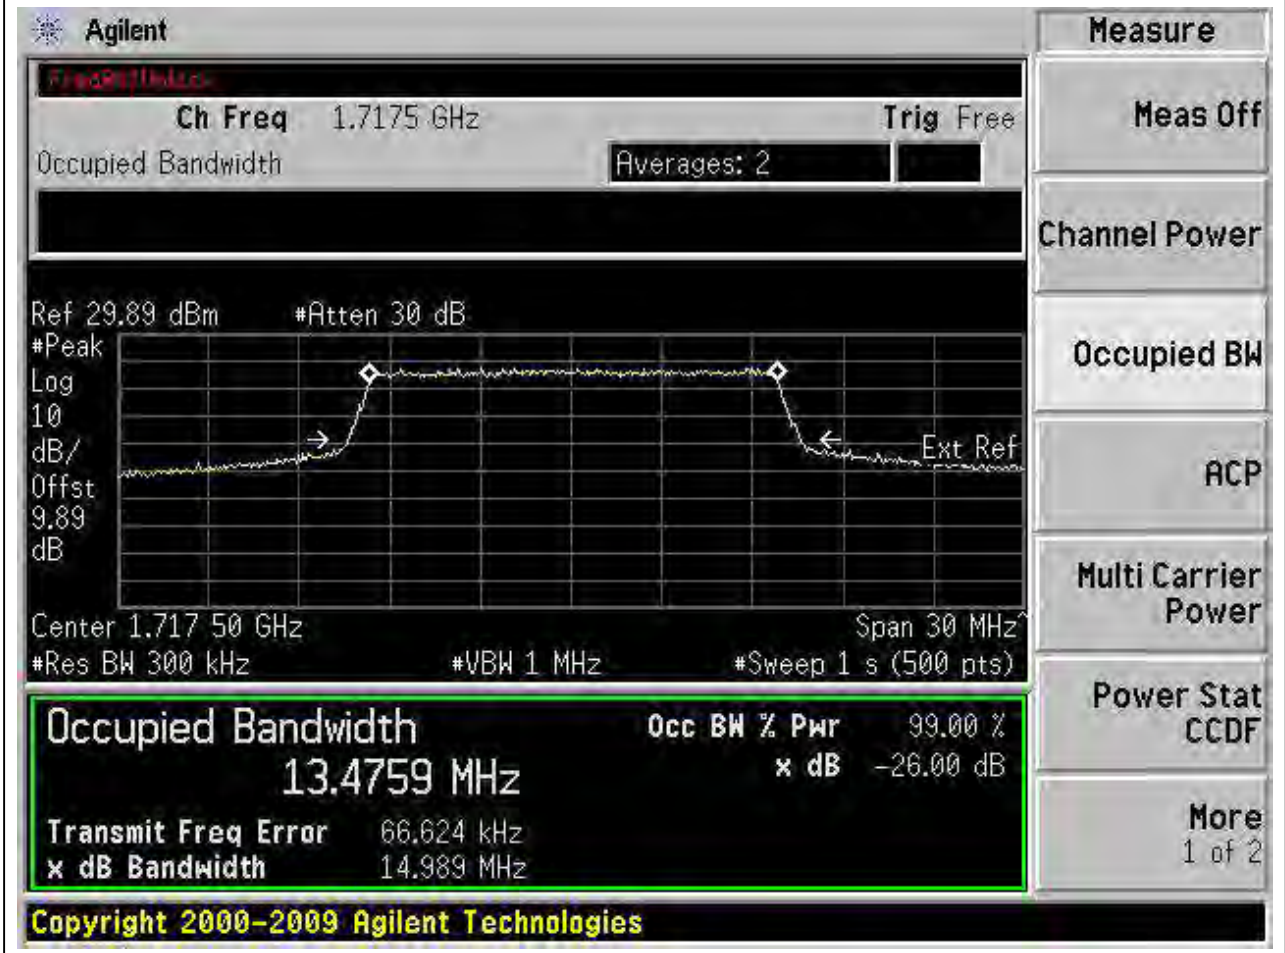 Agilent
Measure
Ch Freq 1.7175 GHz Trig Free
Meas Off
Occupied Bandwidth Averages: 2
Channel Power
Ref 29.89 dBm #Atten 30 dB
#Peak
Log
10
dB/
Offst
9.89
dB
Ext Ref
Occupied BW
ACP
Center 1.717 50 GHz Span 30 MHz^
#Res BW 300 kHz #VBW 1 MHz #Sweep 1 s (500 pts)
Multi Carrier
Power
Occupied Bandwidth Occ BW % Pwr 99.00 %
13.4759 MHz x dB -26.00 dB
Transmit Freq Error 66.624 kHz
x dB Bandwidth 14.989 MHz
Power Stat
CCDF
More
1 of 2
Copyright 2000-2009 Agilent Technologies